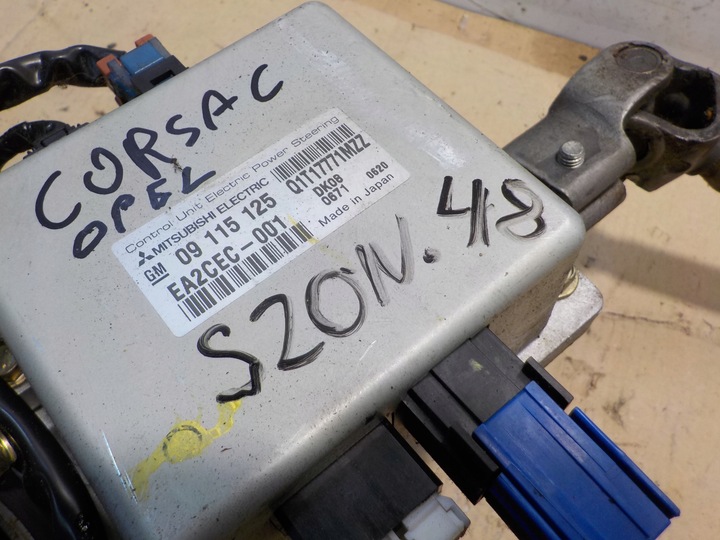 CORSA C
OPEL
Control Unit Electric Power Steering
MITSUBISHI ELECTRIC
GM 09 115 125
EA2CEC-001
Q1T17771MZZ
DK08 0620
0671
Made in Japan
SZON. 48